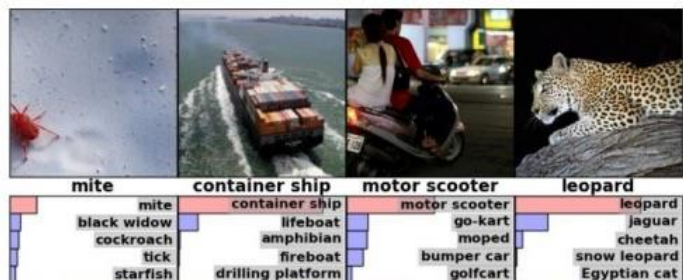 mite container ship motor scooter leopard
mite container ship motor scooter leopard
black widow lifeboat go-kart jaguar
cockroach amphibian moped cheetah
tick fireboat bumper car snow leopard
starfish drilling platform golfcart Egyptian cat